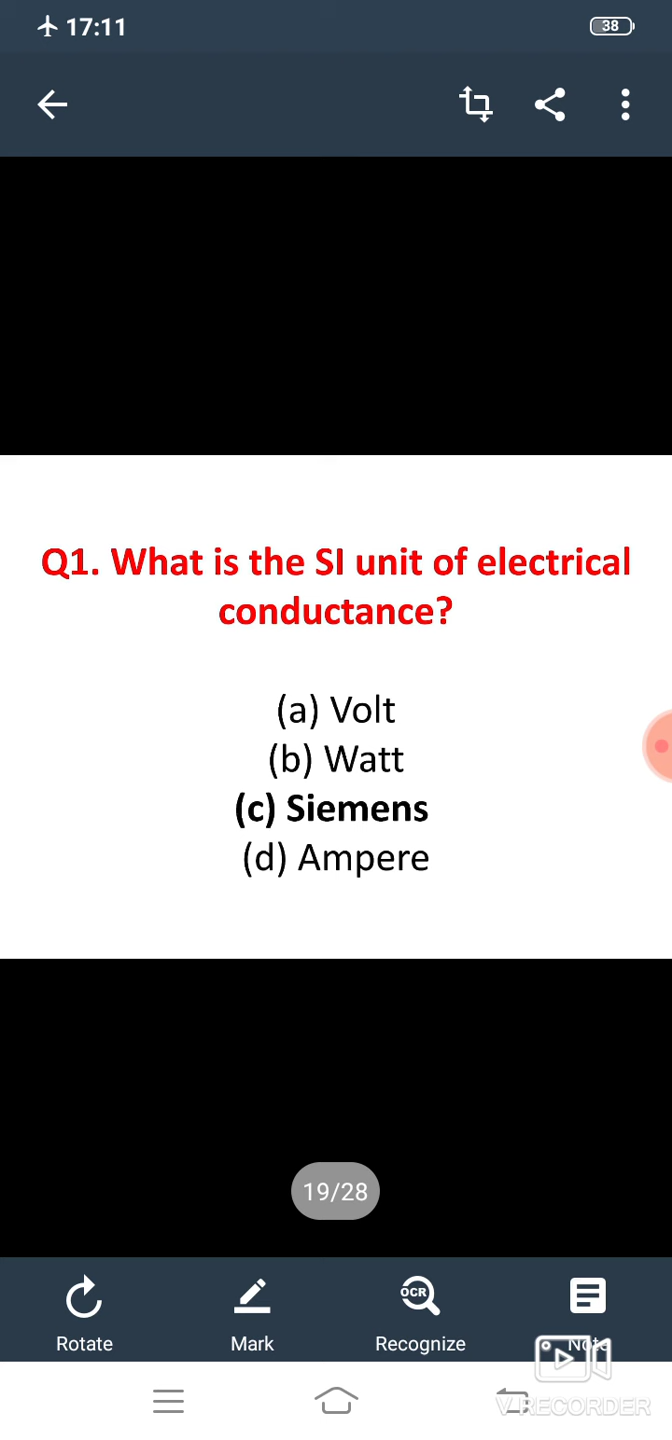 17:11
38
Q1. What is the SI unit of electrical
conductance?
(a) Volt
(b) Watt
(c) Siemens
(d) Ampere
19/28
OCR
Rotate Mark Recognize Note
V RECORDER